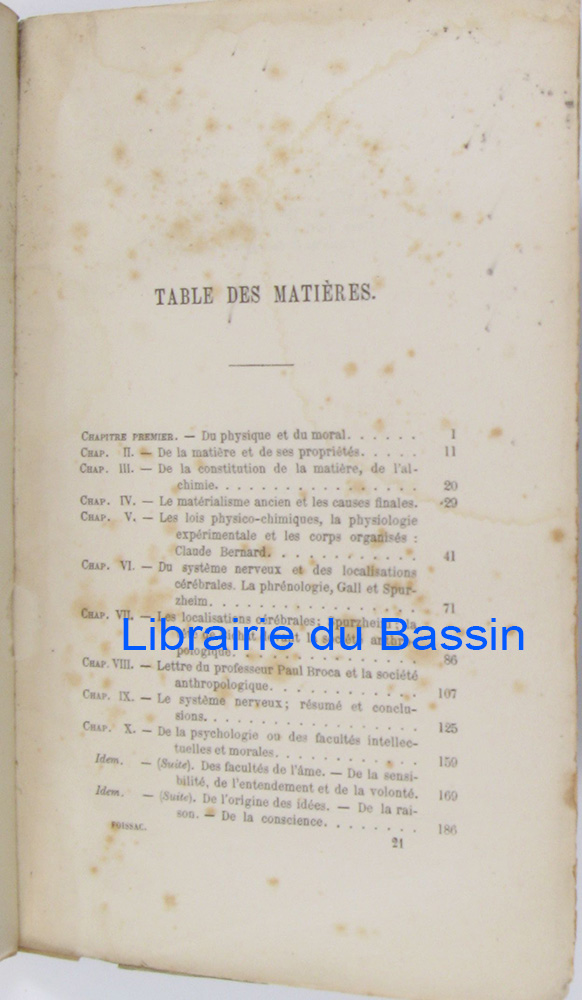 TABLE DES MATIÈRES.
CHAPITRE PREMIER. — Du physique et du moral. . . . . . 1
CHAP. II. — De la matière et de ses propriétés. . . . . 11
CHAP. III. — De la constitution de la matière, de l'al-
chimie. . . . . . . . . . . . . . . . 20
CHAP. IV. — Le matérialisme ancien et les causes finales. 29
CHAP. V. — Les lois physico-chimiques, la physiologie
expérimentale et les corps organisés :
Claude Bernard. . . . . . . . . . . . 41
CHAP. VI. — Du système nerveux et des localisations
cérébrales. La phrénologie, Gall et Spur-
zheim. . . . . . . . . . . . . . . . 71
CHAP. VII. — Les localisations cérébrales; Spurzheim
Librairie du Bassin
pologique. . . . . . . . . . . . . . 86
CHAP. VIII. — Lettre du professeur Paul Broca et la société
anthropologique. . . . . . . . . . . . 107
CHAP. IX. — Le système nerveux; résumé et conclu-
sions. . . . . . . . . . . . . . . . 125
CHAP. X. — De la psychologie ou des facultés intellec-
tuelles et morales. . . . . . . . . . . 159
Idem. — (Suite). Des facultés de l'âme. — De la sensi-
bilité, de l'entendement et de la volonté. 169
Idem. — (Suite). De l'origine des idées. — De la rai-
son. — De la conscience. . . . . . . . 186
FOISSAC. 21